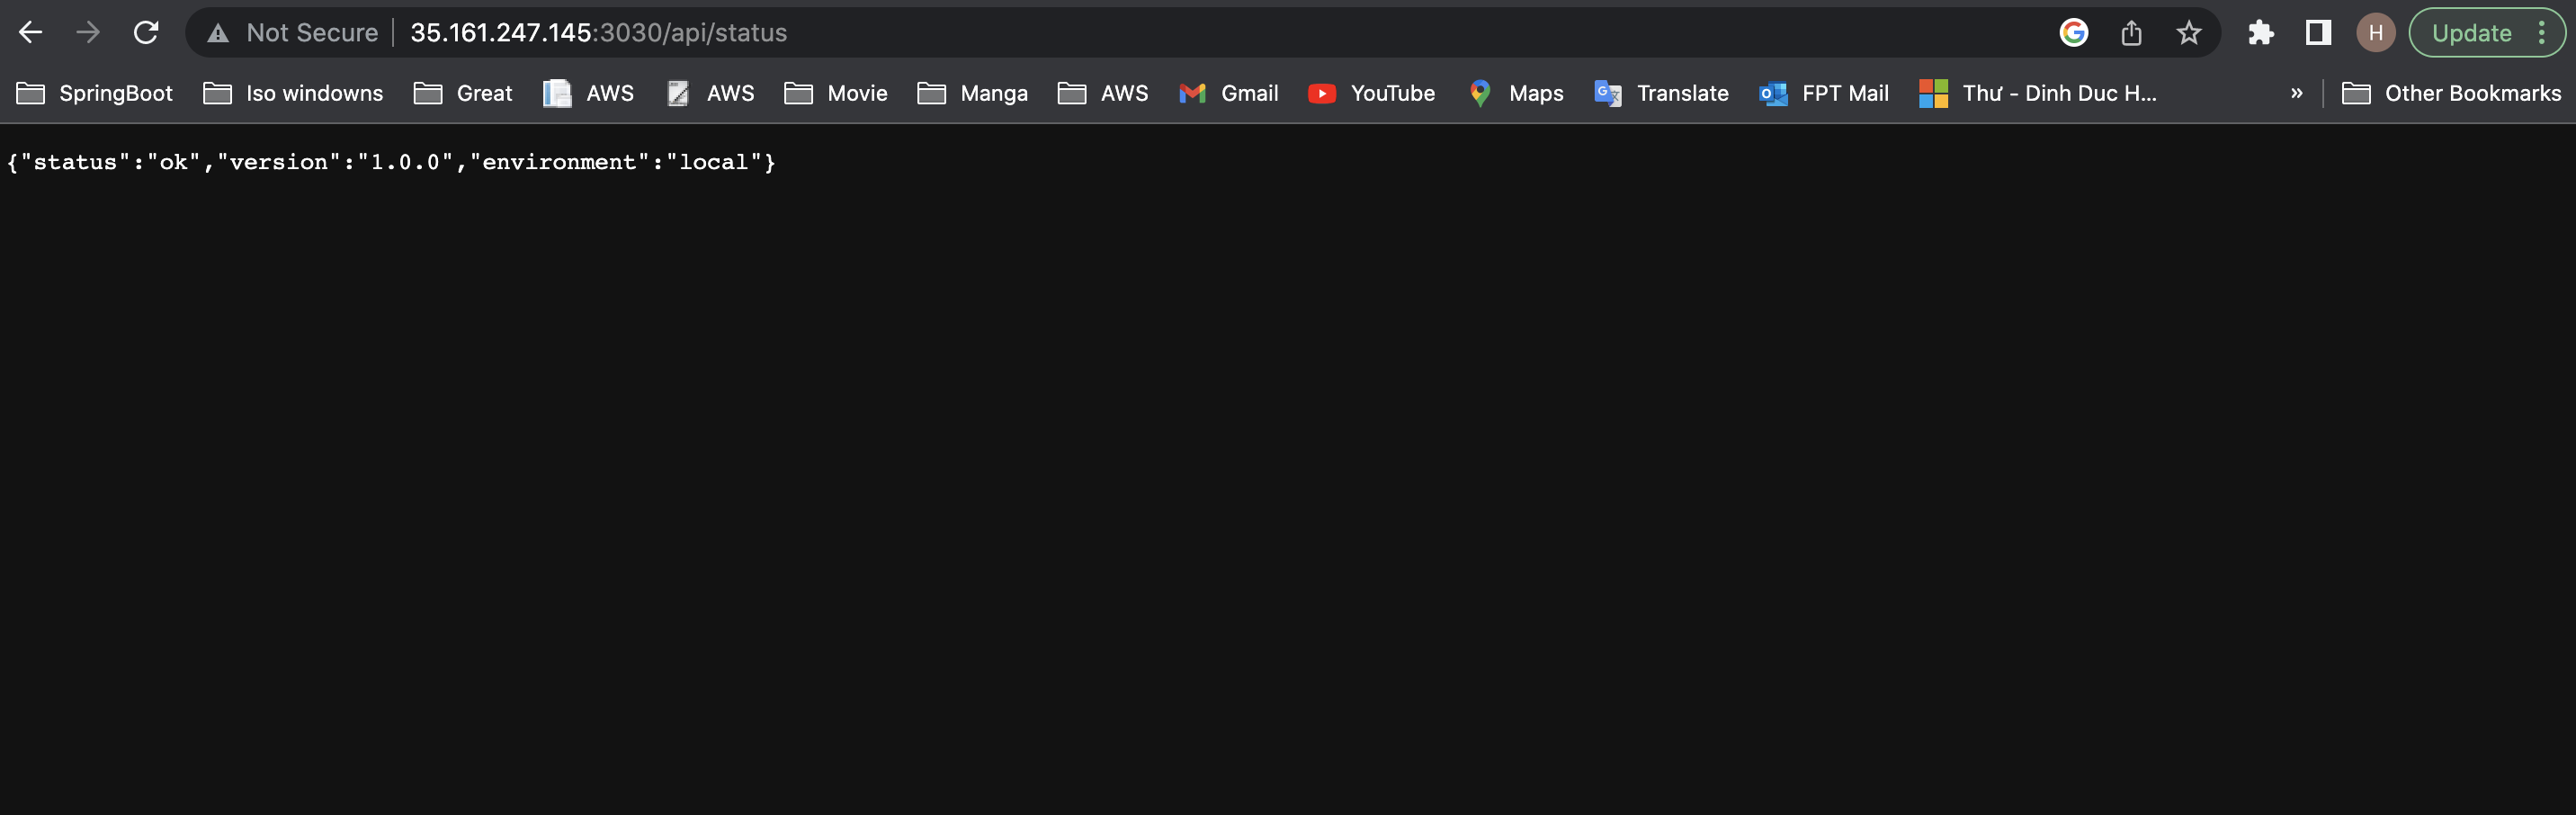 Not Secure 35.161.247.145:3030/api/status H Update
SpringBoot Iso windowns Great AWS AWS Movie Manga AWS Gmail YouTube Maps Translate FPT Mail Thư - Dinh Duc H... » Other Bookmarks
{"status":"ok","version":"1.0.0","environment":"local"}